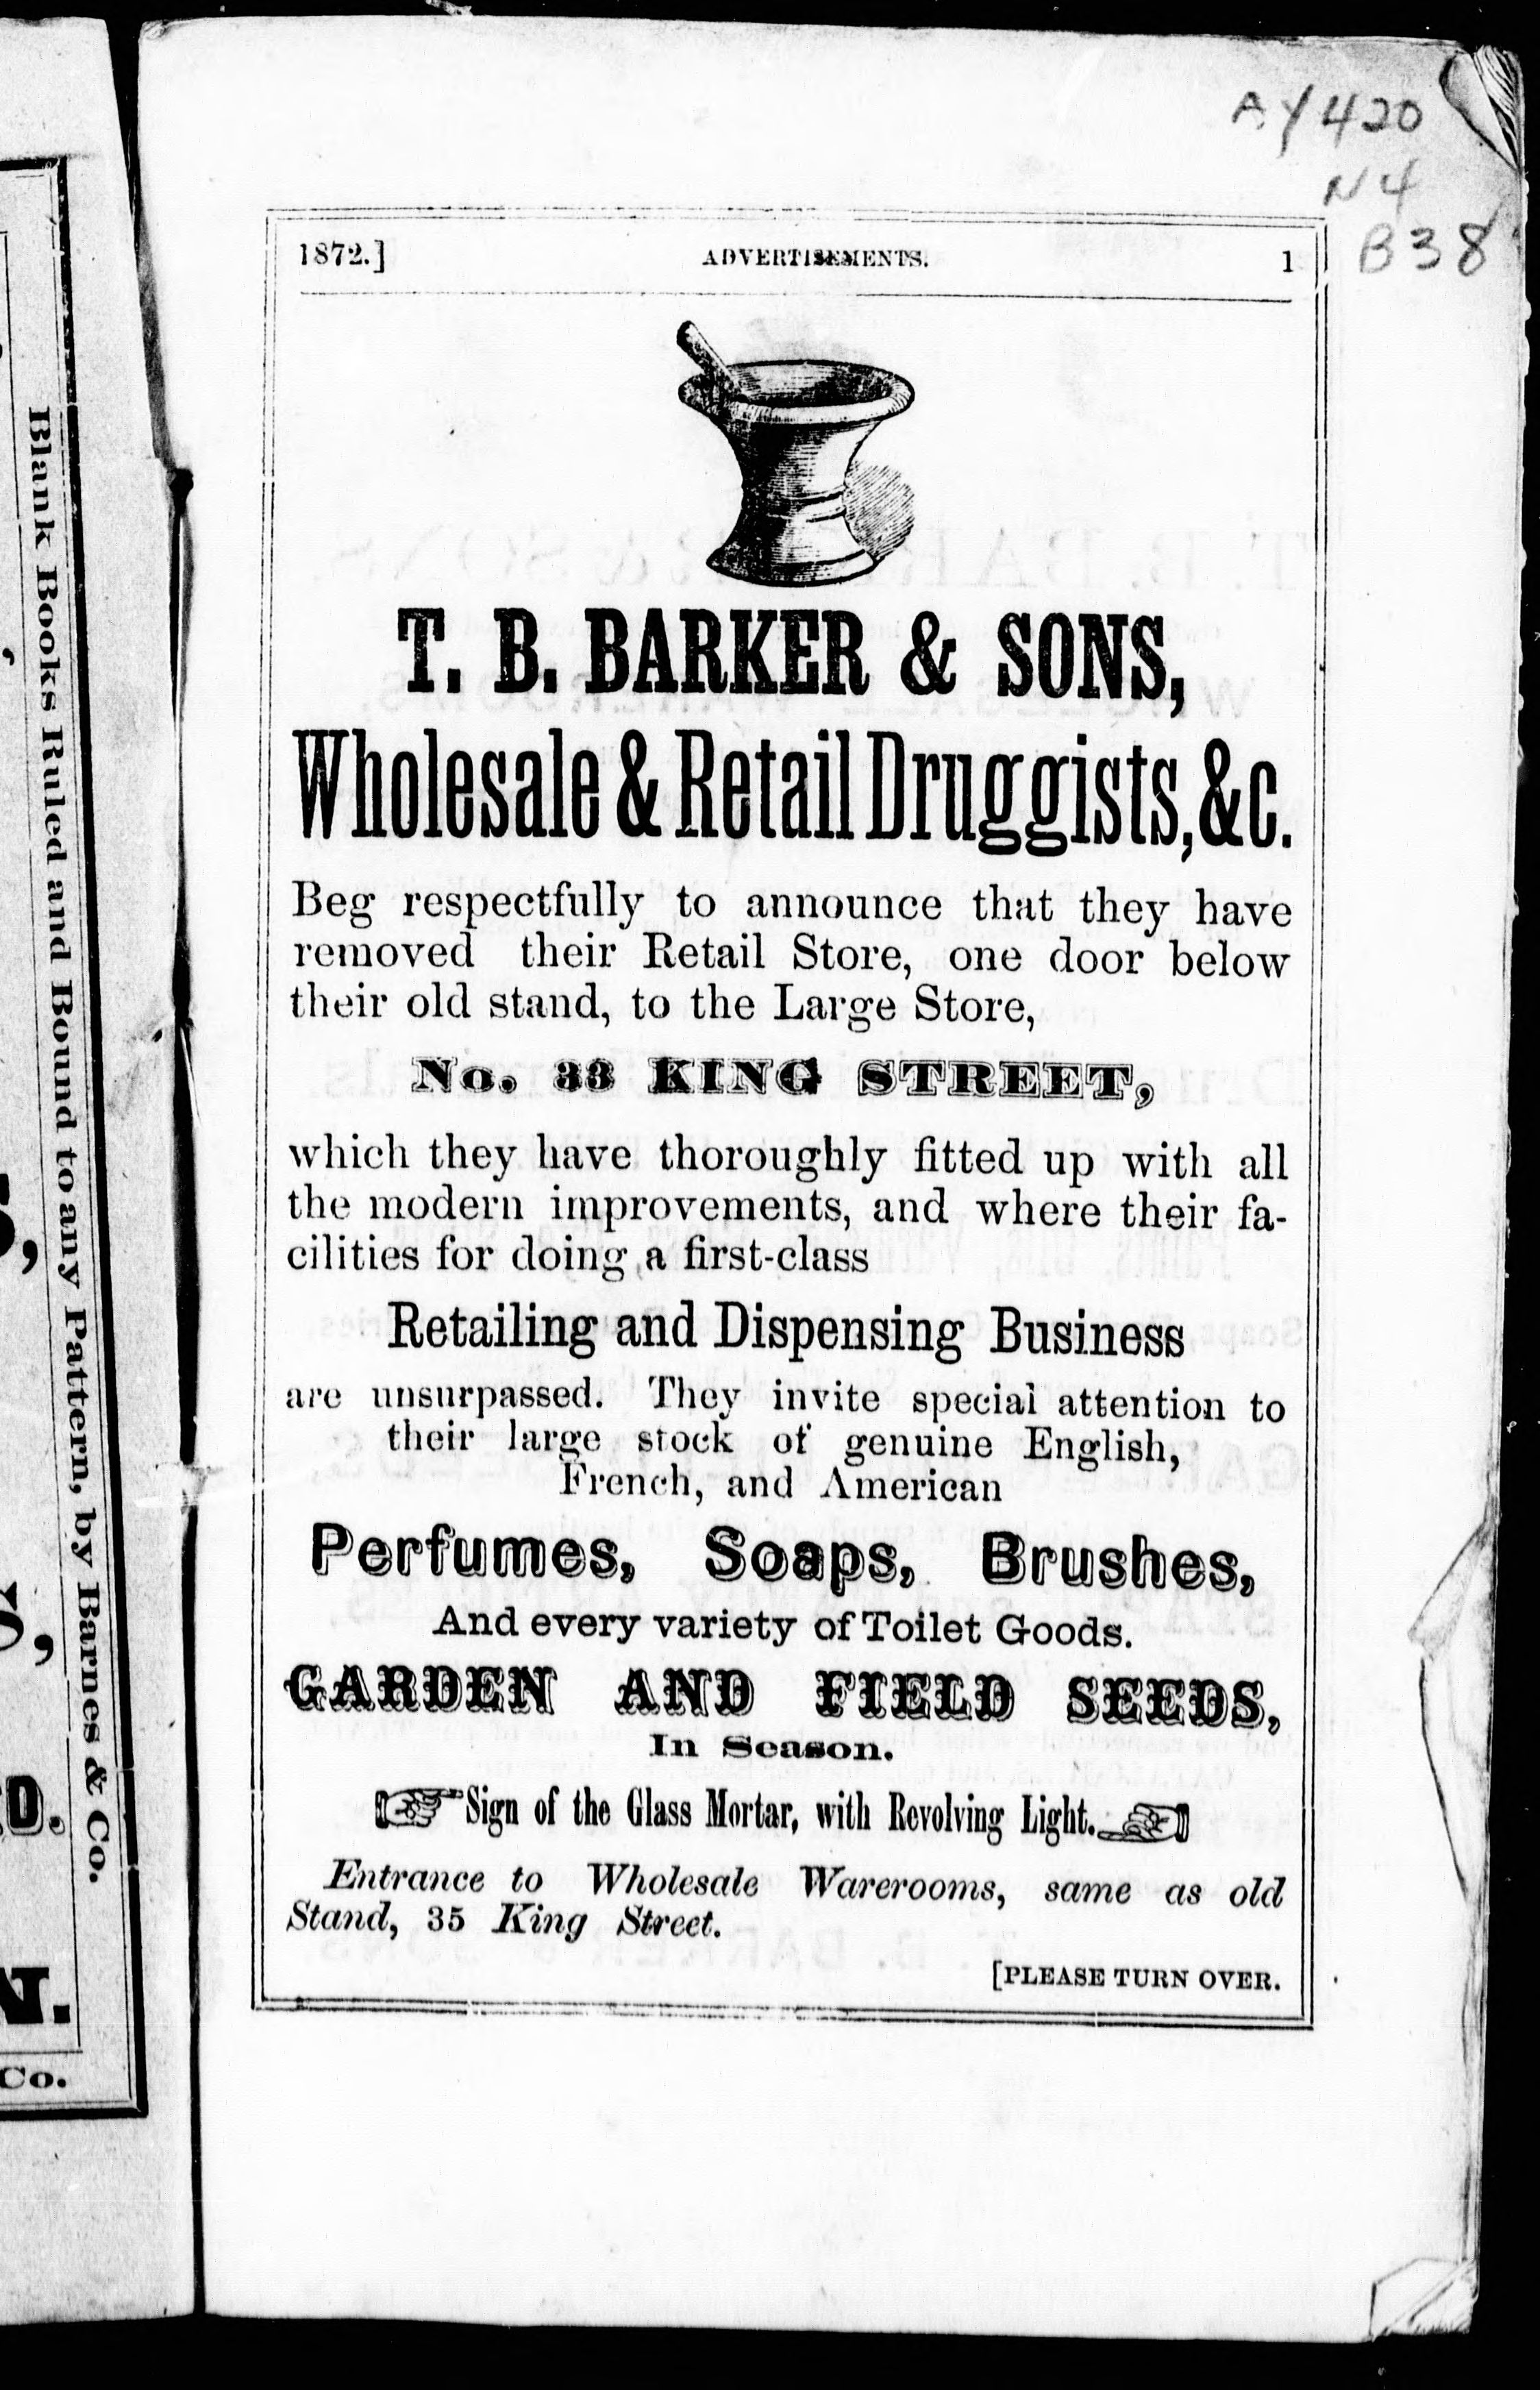 Blank Books Ruled and Bound to any Pattern, by Barnes & Co.
D.
N.
Co.
AY420
N4
B38
1872.] ADVERTISEMENTS. 1
T. B. BARKER & SONS,
Wholesale & Retail Druggists, &c.
Beg respectfully to announce that they have
removed their Retail Store, one door below
their old stand, to the Large Store,
No. 33 KING STREET,
which they have thoroughly fitted up with all
the modern improvements, and where their fa-
cilities for doing a first-class
Retailing and Dispensing Business
are unsurpassed. They invite special attention to
their large stock of genuine English,
French, and American
Perfumes, Soaps, Brushes,
And every variety of Toilet Goods.
GARDEN AND FIELD SEEDS,
In Season.
Sign of the Glass Mortar, with Revolving Light.
Entrance to Wholesale Warerooms, same as old
Stand, 35 King Street.
[PLEASE TURN OVER.